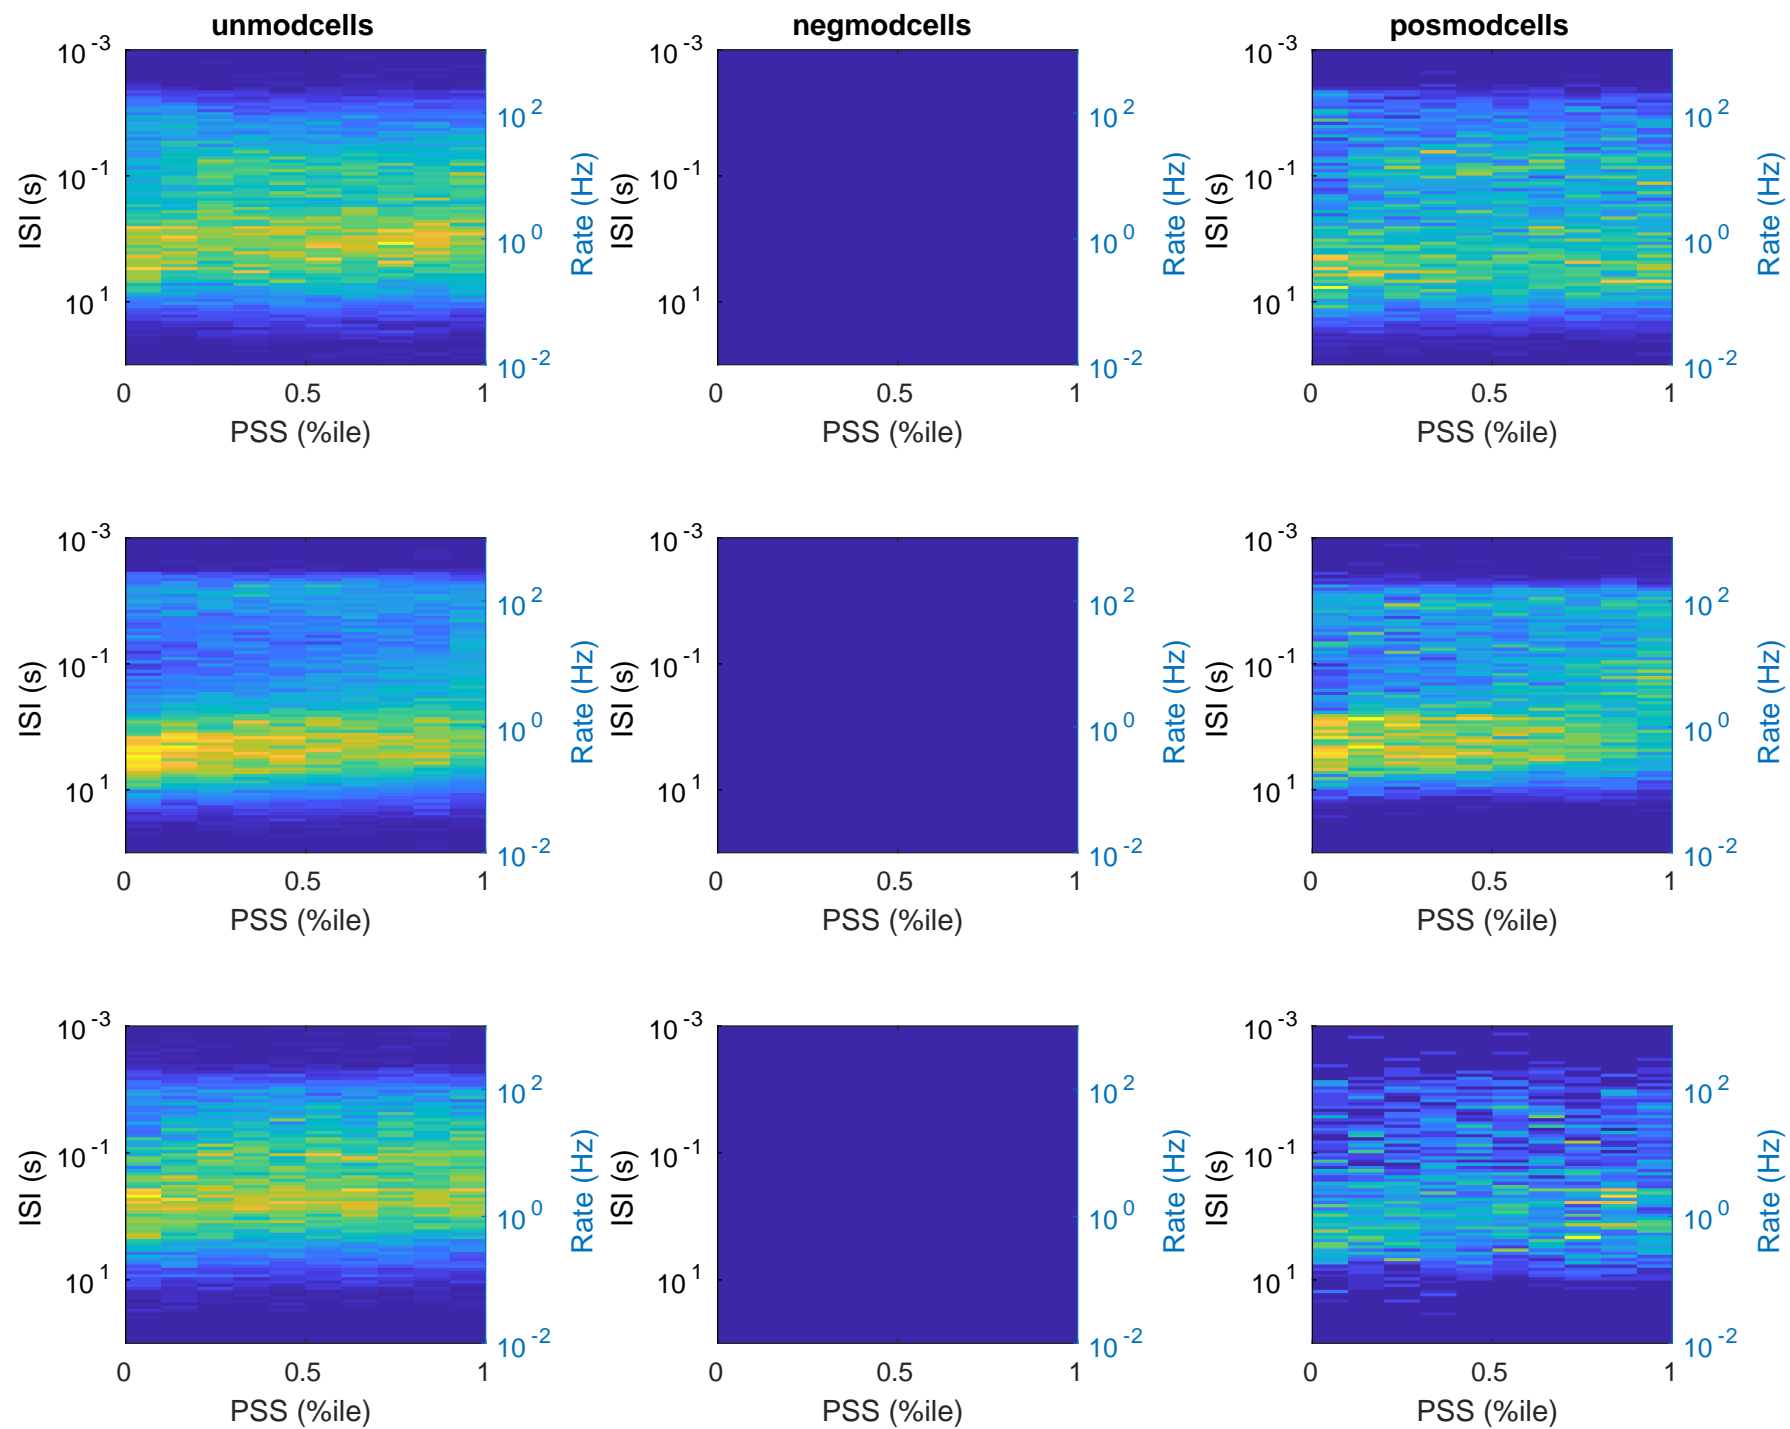 unmodcells negmodcells posmodcells
10^-3 10^-3 10^-3
10^2 10^2 10^2
10^-1 10^-1 10^-1
ISI (s) Rate (Hz) ISI (s) Rate (Hz) ISI (s) Rate (Hz)
10^0 10^0 10^0
10^1 10^1 10^1
10^-2 10^-2 10^-2
0 0.5 1 0 0.5 1 0 0.5 1
PSS (%ile) PSS (%ile) PSS (%ile)
10^-3 10^-3 10^-3
10^2 10^2 10^2
10^-1 10^-1 10^-1
ISI (s) Rate (Hz) ISI (s) Rate (Hz) ISI (s) Rate (Hz)
10^0 10^0 10^0
10^1 10^1 10^1
10^-2 10^-2 10^-2
0 0.5 1 0 0.5 1 0 0.5 1
PSS (%ile) PSS (%ile) PSS (%ile)
10^-3 10^-3 10^-3
10^2 10^2 10^2
10^-1 10^-1 10^-1
ISI (s) Rate (Hz) ISI (s) Rate (Hz) ISI (s) Rate (Hz)
10^0 10^0 10^0
10^1 10^1 10^1
10^-2 10^-2 10^-2
0 0.5 1 0 0.5 1 0 0.5 1
PSS (%ile) PSS (%ile) PSS (%ile)